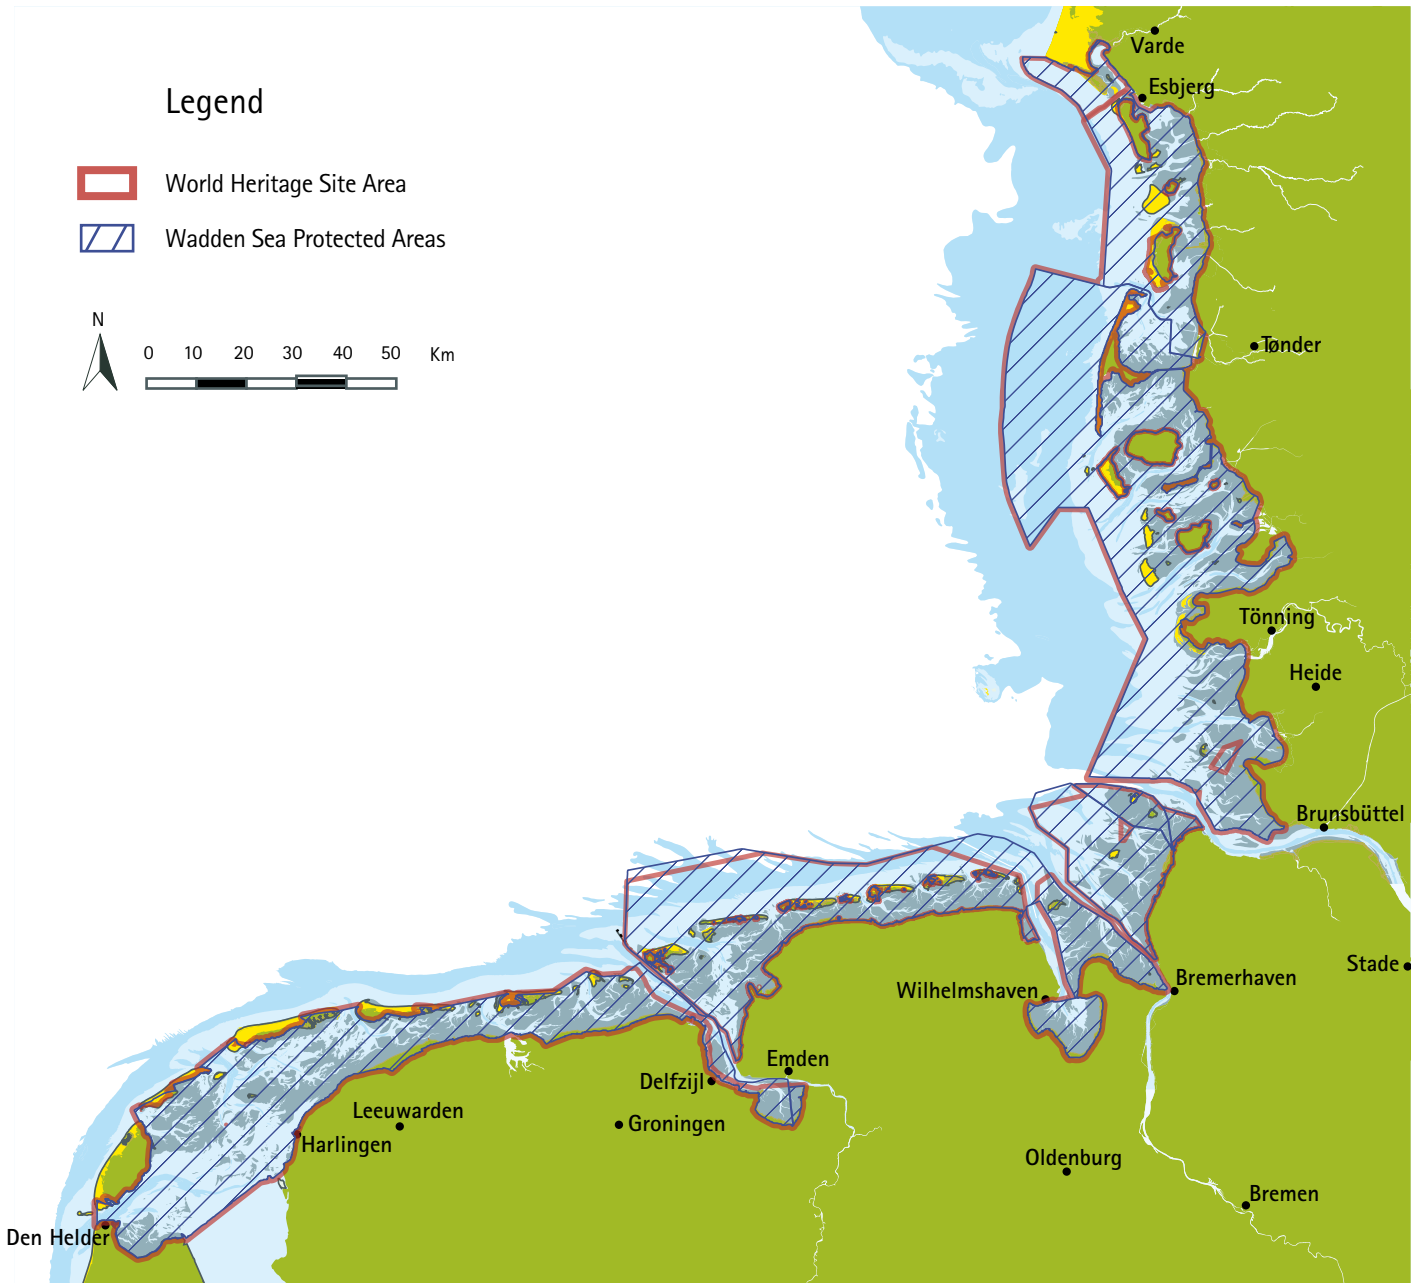 Varde
Esbjerg
Legend
World Heritage Site Area
Wadden Sea Protected Areas
N
0 10 20 30 40 50 Km
Tønder
Tönning
Heide
Brunsbüttel
Stade
Bremerhaven
Wilhelmshaven
Emden
Delfzijl
Leeuwarden
Groningen
Harlingen
Oldenburg
Bremen
Den Helder